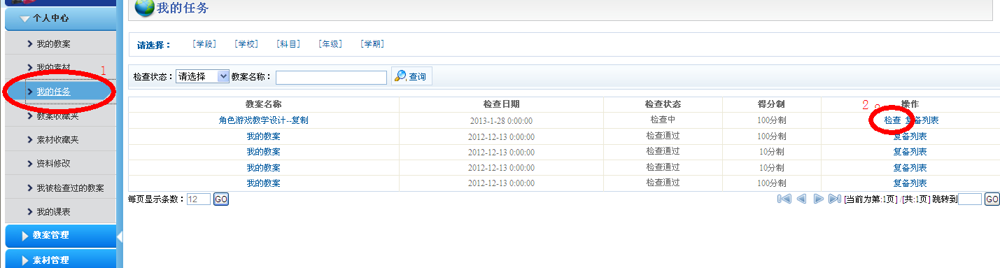 个人中心
我的教案
我的素材
1
我的任务
教案收藏夹
素材收藏夹
资料修改
我被检查过的教案
我的课表
教案管理
素材管理
我的任务
请选择： [学段] [学校] [科目] [年级] [学期]
检查状态： 请选择 教案名称： 查询
教案名称 检查日期 检查状态 得分制 操作
2
角色游戏教学设计--复制 2013-1-28 0:00:00 检查中 100分制 检查 复备列表
我的教案 2012-12-13 0:00:00 检查通过 100分制 复备列表
我的教案 2012-12-13 0:00:00 检查通过 10分制 复备列表
我的教案 2012-12-13 0:00:00 检查通过 10分制 复备列表
我的教案 2012-12-13 0:00:00 检查通过 100分制 复备列表
每页显示条数： 12 GO [当前为第:1页] /[共:1页] 跳转到 GO